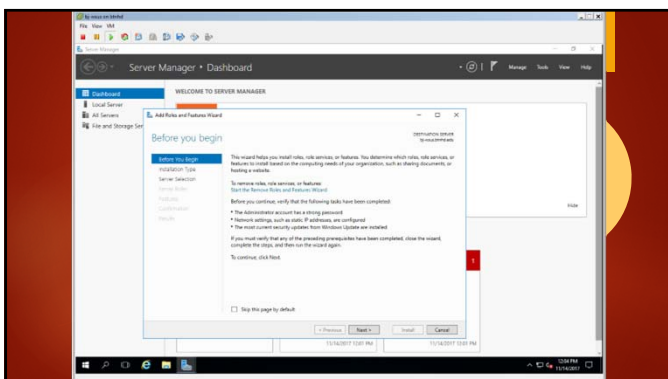 File View VM
Server Manager
Server Manager • Dashboard
Manage Tools View Help
Dashboard
Local Server
All Servers
File and Storage Ser
WELCOME TO SERVER MANAGER
Add Roles and Features Wizard
Before you begin
DESTINATION SERVER
Before You Begin
Installation Type
Server Selection
Server Roles
Features
Confirmation
Results
This wizard helps you install roles, role services, or features. You determine which roles, role services, or
features to install based on the computing needs of your organization, such as sharing documents, or
hosting a website.
To remove roles, role services, or features:
Start the Remove Roles and Features Wizard
Before you continue, verify that the following tasks have been completed:
• The Administrator account has a strong password
• Network settings, such as static IP addresses, are configured
• The most current security updates from Windows Update are installed
If you must verify that any of the preceding prerequisites have been completed, close the wizard,
complete the steps, and then run the wizard again.
To continue, click Next.
Skip this page by default
< Previous Next > Install Cancel
Hide
1
11/14/2017 12:01 PM
11/14/2017 12:01 PM
12:04 PM
11/14/2017